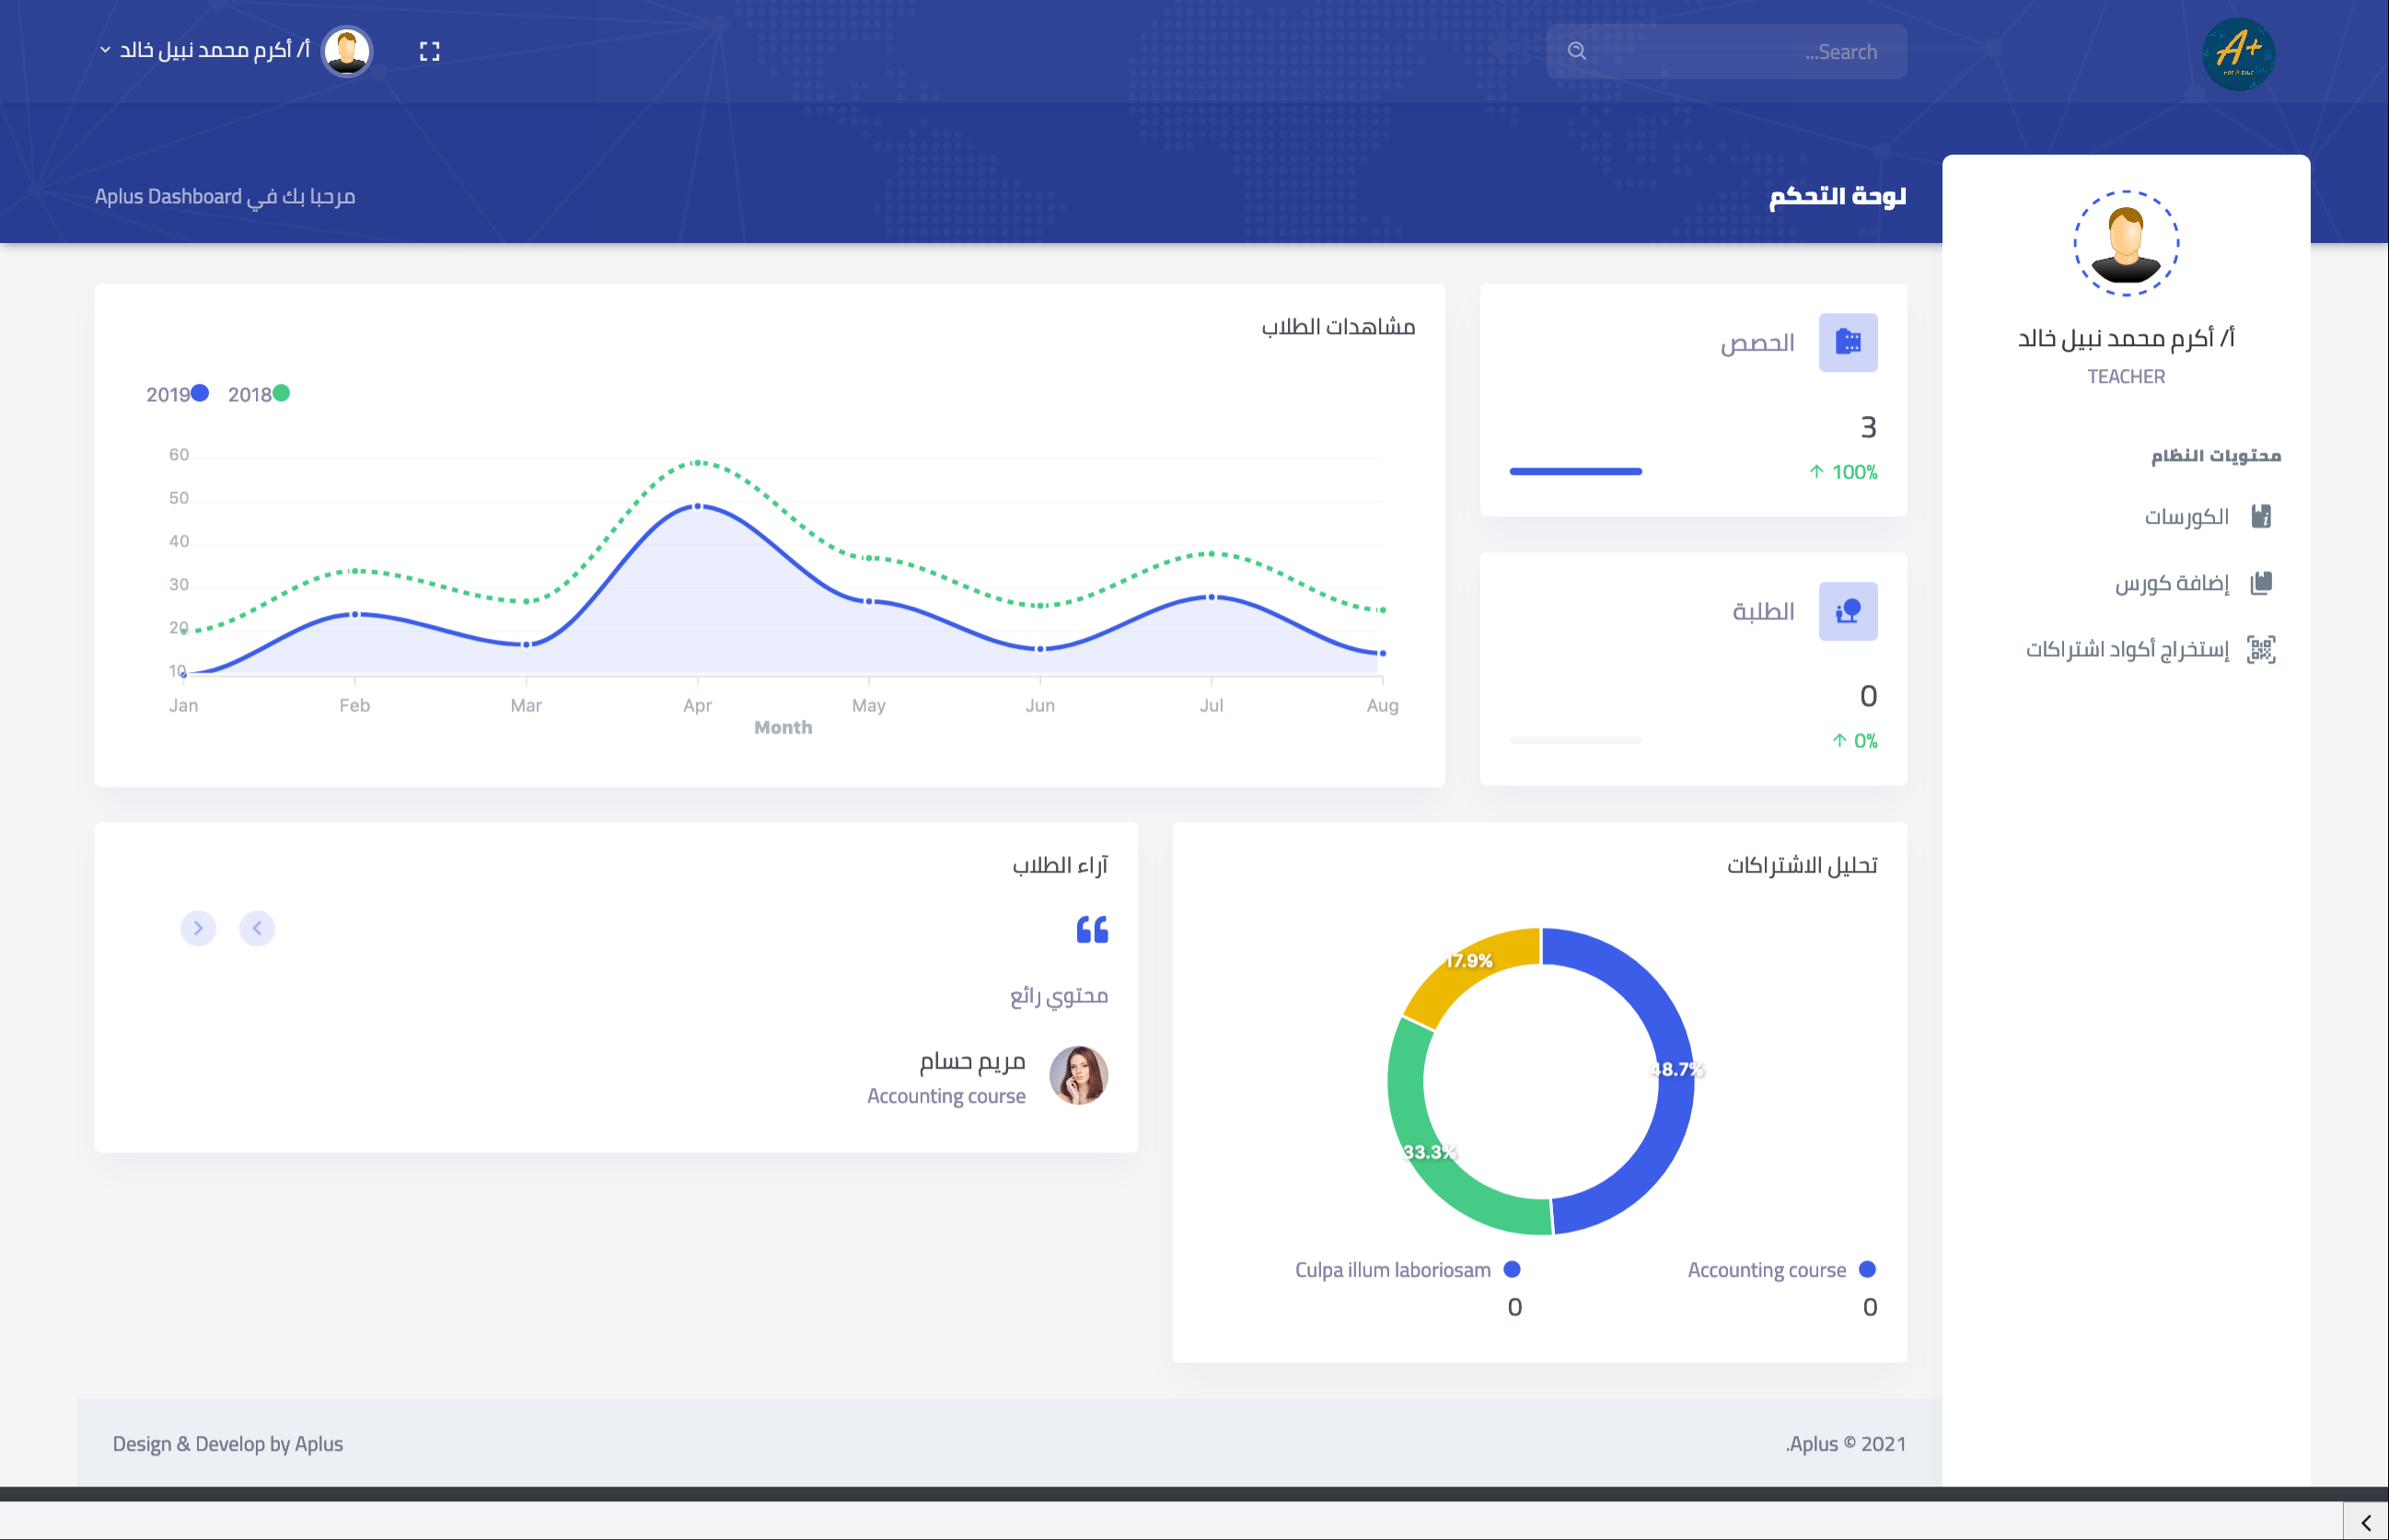 A+
Search...
أ/ أكرم محمد نبيل خالد
لوحة التحكم
مرحبا بك في Aplus Dashboard
أ/ أكرم محمد نبيل خالد
TEACHER
محتويات النظام
الكورسات
إضافة كورس
إستخراج أكواد اشتراكات
الحصص
3
100%
الطلبة
0
0%
مشاهدات الطلاب
2019 2018
60
50
40
30
20
10
Jan Feb Mar Apr May Jun Jul Aug
Month
تحليل الاشتراكات
17.9%
48.7%
33.3%
Accounting course
0
Culpa illum laboriosam
0
آراء الطلاب
محتوي رائع
مريم حسام
Accounting course
2021 © Aplus.
Design & Develop by Aplus